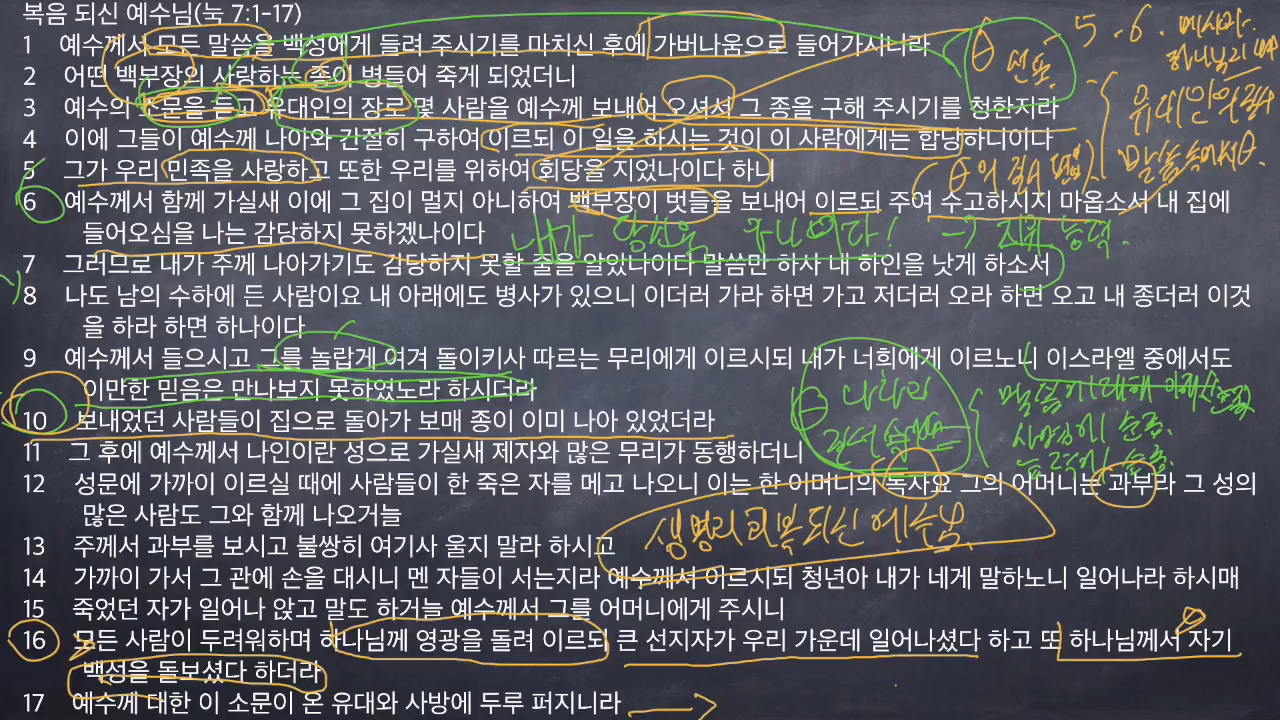 복음 되신 예수님(눅 7:1-17)
1 예수께서 모든 말씀을 백성에게 들려 주시기를 마치신 후에 가버나움으로 들어가시니라
2 어떤 백부장의 사랑하는 종이 병들어 죽게 되었더니
3 예수의 소문을 듣고 유대인의 장로 몇 사람을 예수께 보내어 오셔서 그 종을 구해 주시기를 청한지라
4 이에 그들이 예수께 나아와 간절히 구하여 이르되 이 일을 하시는 것이 이 사람에게는 합당하니이다
5 그가 우리 민족을 사랑하고 또한 우리를 위하여 회당을 지었나이다 하니
6 예수께서 함께 가실새 이에 그 집이 멀지 아니하여 백부장이 벗들을 보내어 이르되 주여 수고하시지 마옵소서 내 집에
들어오심을 나는 감당하지 못하겠나이다
7 그러므로 내가 주께 나아가기도 감당하지 못할 줄을 알았나이다 말씀만 하사 내 하인을 낫게 하소서
8 나도 남의 수하에 든 사람이요 내 아래에도 병사가 있으니 이더러 가라 하면 가고 저더러 오라 하면 오고 내 종더러 이것
을 하라 하면 하나이다
9 예수께서 들으시고 그를 놀랍게 여겨 돌이키사 따르는 무리에게 이르시되 내가 너희에게 이르노니 이스라엘 중에서도
이만한 믿음은 만나보지 못하였노라 하시더라
10 보내었던 사람들이 집으로 돌아가 보매 종이 이미 나아 있었더라
11 그 후에 예수께서 나인이란 성으로 가실새 제자와 많은 무리가 동행하더니
12 성문에 가까이 이르실 때에 사람들이 한 죽은 자를 메고 나오니 이는 한 어머니의 독자요 그의 어머니는 과부라 그 성의
많은 사람도 그와 함께 나오거늘
13 주께서 과부를 보시고 불쌍히 여기사 울지 말라 하시고
14 가까이 가서 그 관에 손을 대시니 멘 자들이 서는지라 예수께서 이르시되 청년아 내가 네게 말하노니 일어나라 하시매
15 죽었던 자가 일어나 앉고 말도 하거늘 예수께서 그를 어머니에게 주시니
16 모든 사람이 두려워하며 하나님께 영광을 돌려 이르되 큰 선지자가 우리 가운데 일어나셨다 하고 또 하나님께서 자기
백성을 돌보셨다 하더라
17 예수께 대한 이 소문이 온 유대와 사방에 두루 퍼지니라
선포
5 . 6 . 메시아.
하나님의
유대인의
말씀속에서
내가 당신을 우니이다! → 치유 능력.
나타리
말씀에 대해
사명에 순종.
능력에 순종.
생명의 회복 되신 예수님